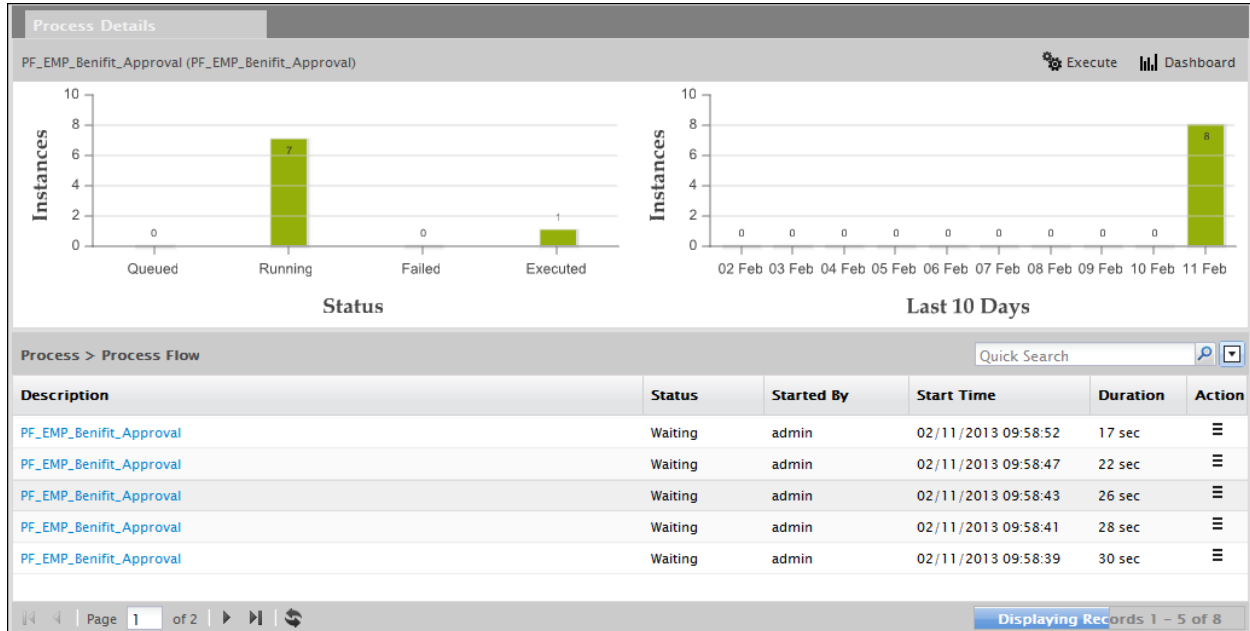 Process Details
PF_EMP_Benifit_Approval (PF_EMP_Benifit_Approval)
Execute
Dashboard
Instances
10
8
6
4
2
0
0
7
0
1
Queued
Running
Failed
Executed
Status
Instances
10
8
6
4
2
0
0
0
0
0
0
0
0
0
0
8
02 Feb 03 Feb 04 Feb 05 Feb 06 Feb 07 Feb 08 Feb 09 Feb 10 Feb 11 Feb
Last 10 Days
Process > Process Flow
Quick Search
Description Status Started By Start Time Duration Action
PF_EMP_Benifit_Approval Waiting admin 02/11/2013 09:58:52 17 sec
PF_EMP_Benifit_Approval Waiting admin 02/11/2013 09:58:47 22 sec
PF_EMP_Benifit_Approval Waiting admin 02/11/2013 09:58:43 26 sec
PF_EMP_Benifit_Approval Waiting admin 02/11/2013 09:58:41 28 sec
PF_EMP_Benifit_Approval Waiting admin 02/11/2013 09:58:39 30 sec
Page 1 of 2
Displaying Records 1 - 5 of 8